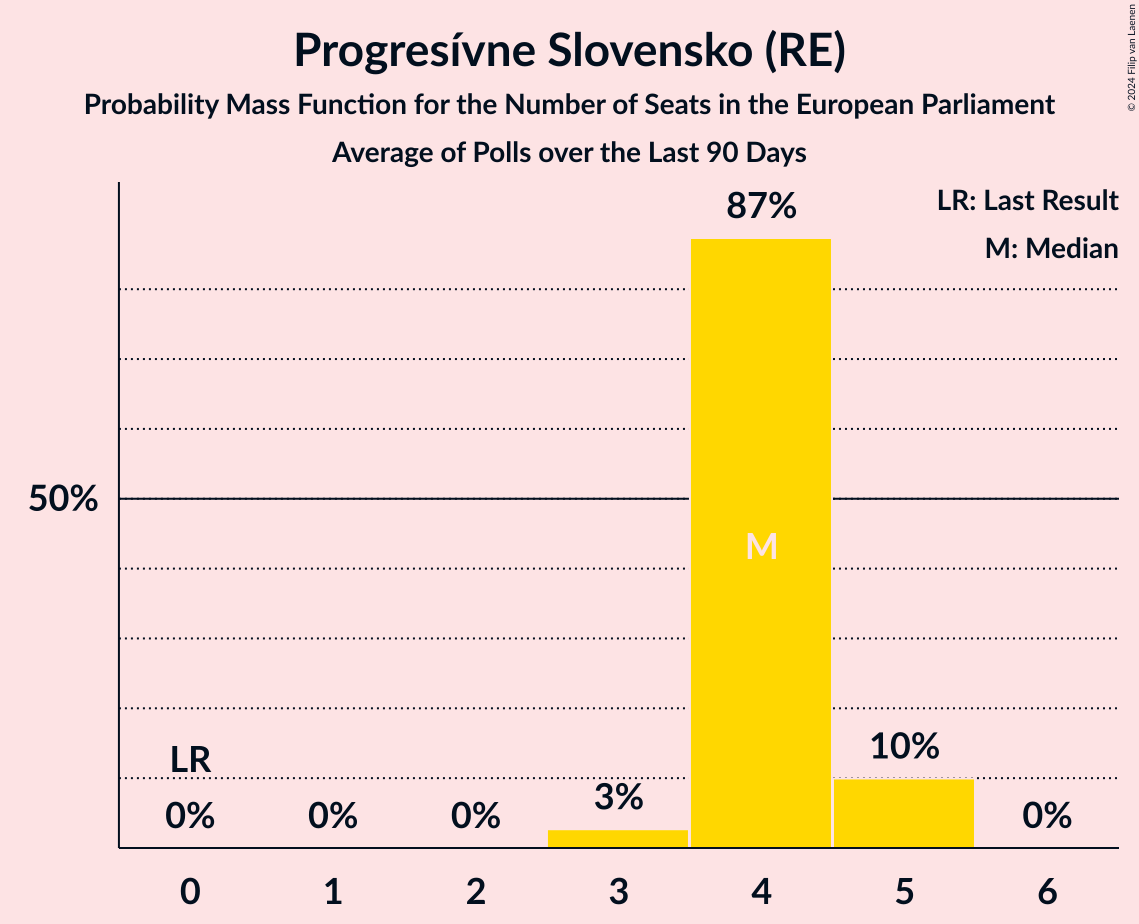 Progresívne Slovensko (RE)
Probability Mass Function for the Number of Seats in the European Parliament
Average of Polls over the Last 90 Days
© 2024 Filip van Laenen
LR: Last Result
M: Median
87%
50%
M
LR
10%
3%
0%
0%
0%
0%
0
1
2
3
4
5
6